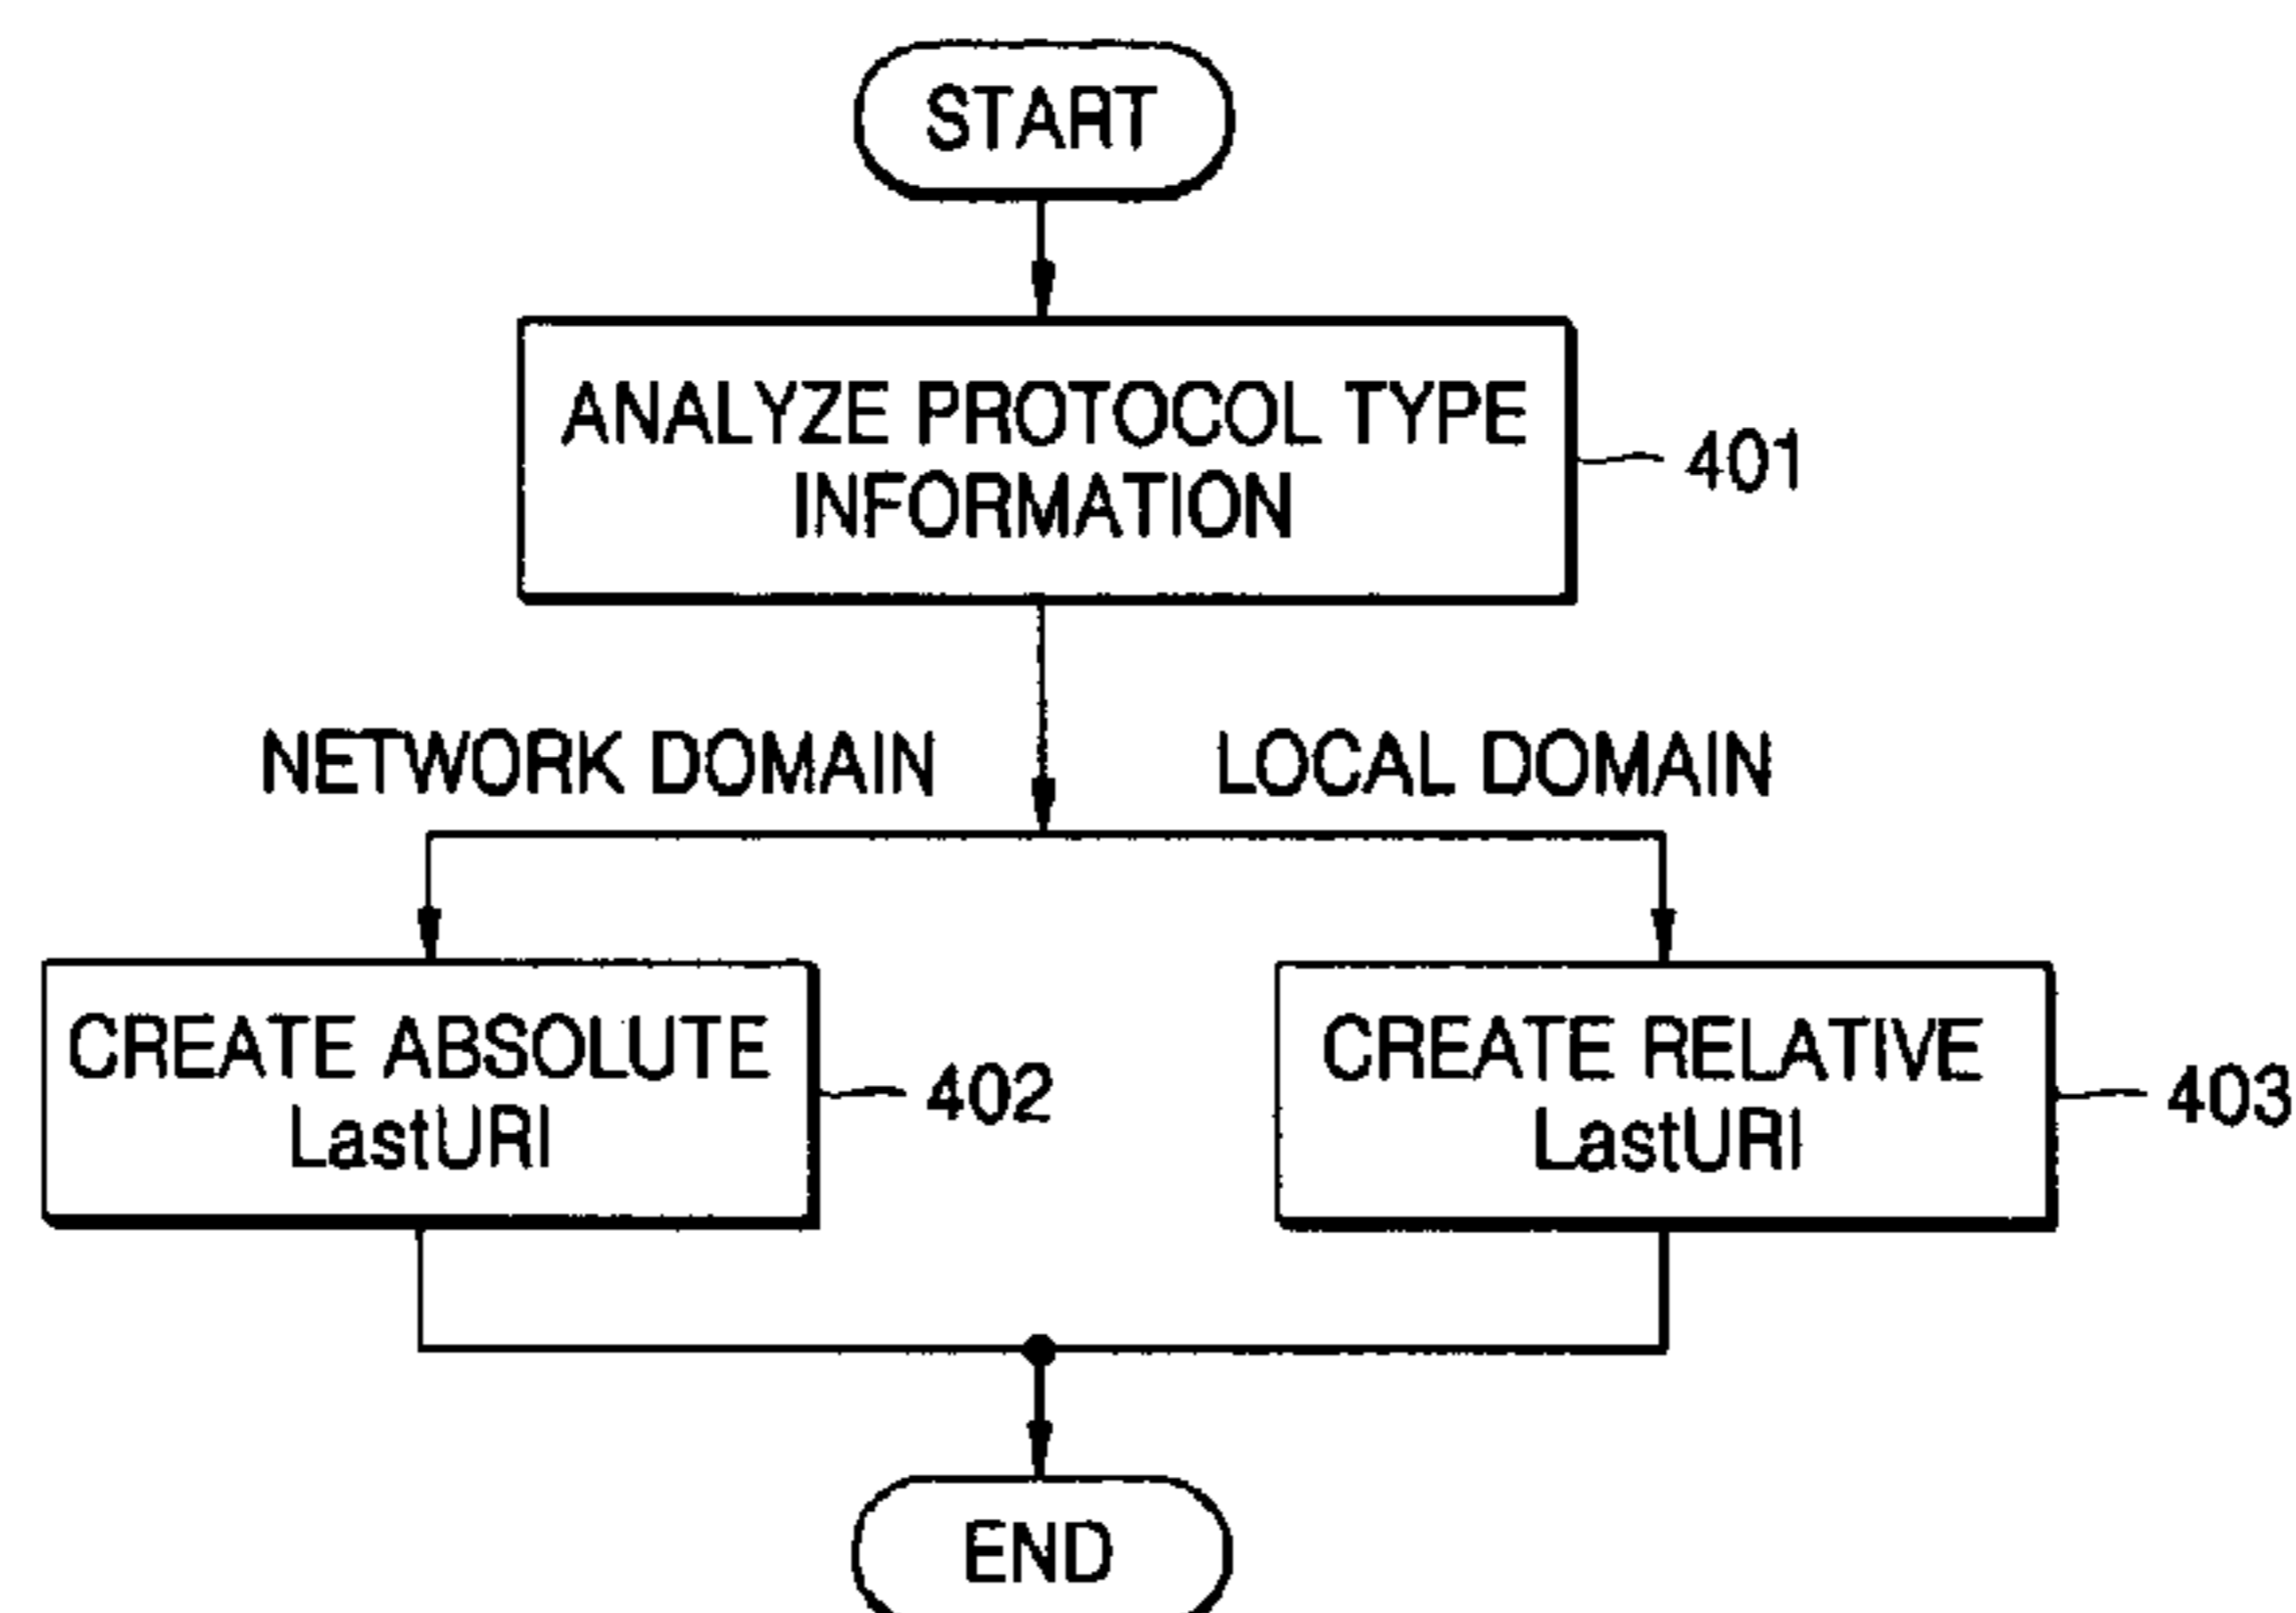 START
ANALYZE PROTOCOL TYPE
INFORMATION
401
NETWORK DOMAIN
LOCAL DOMAIN
CREATE ABSOLUTE
LastURI
402
CREATE RELATIVE
LastURI
403
END